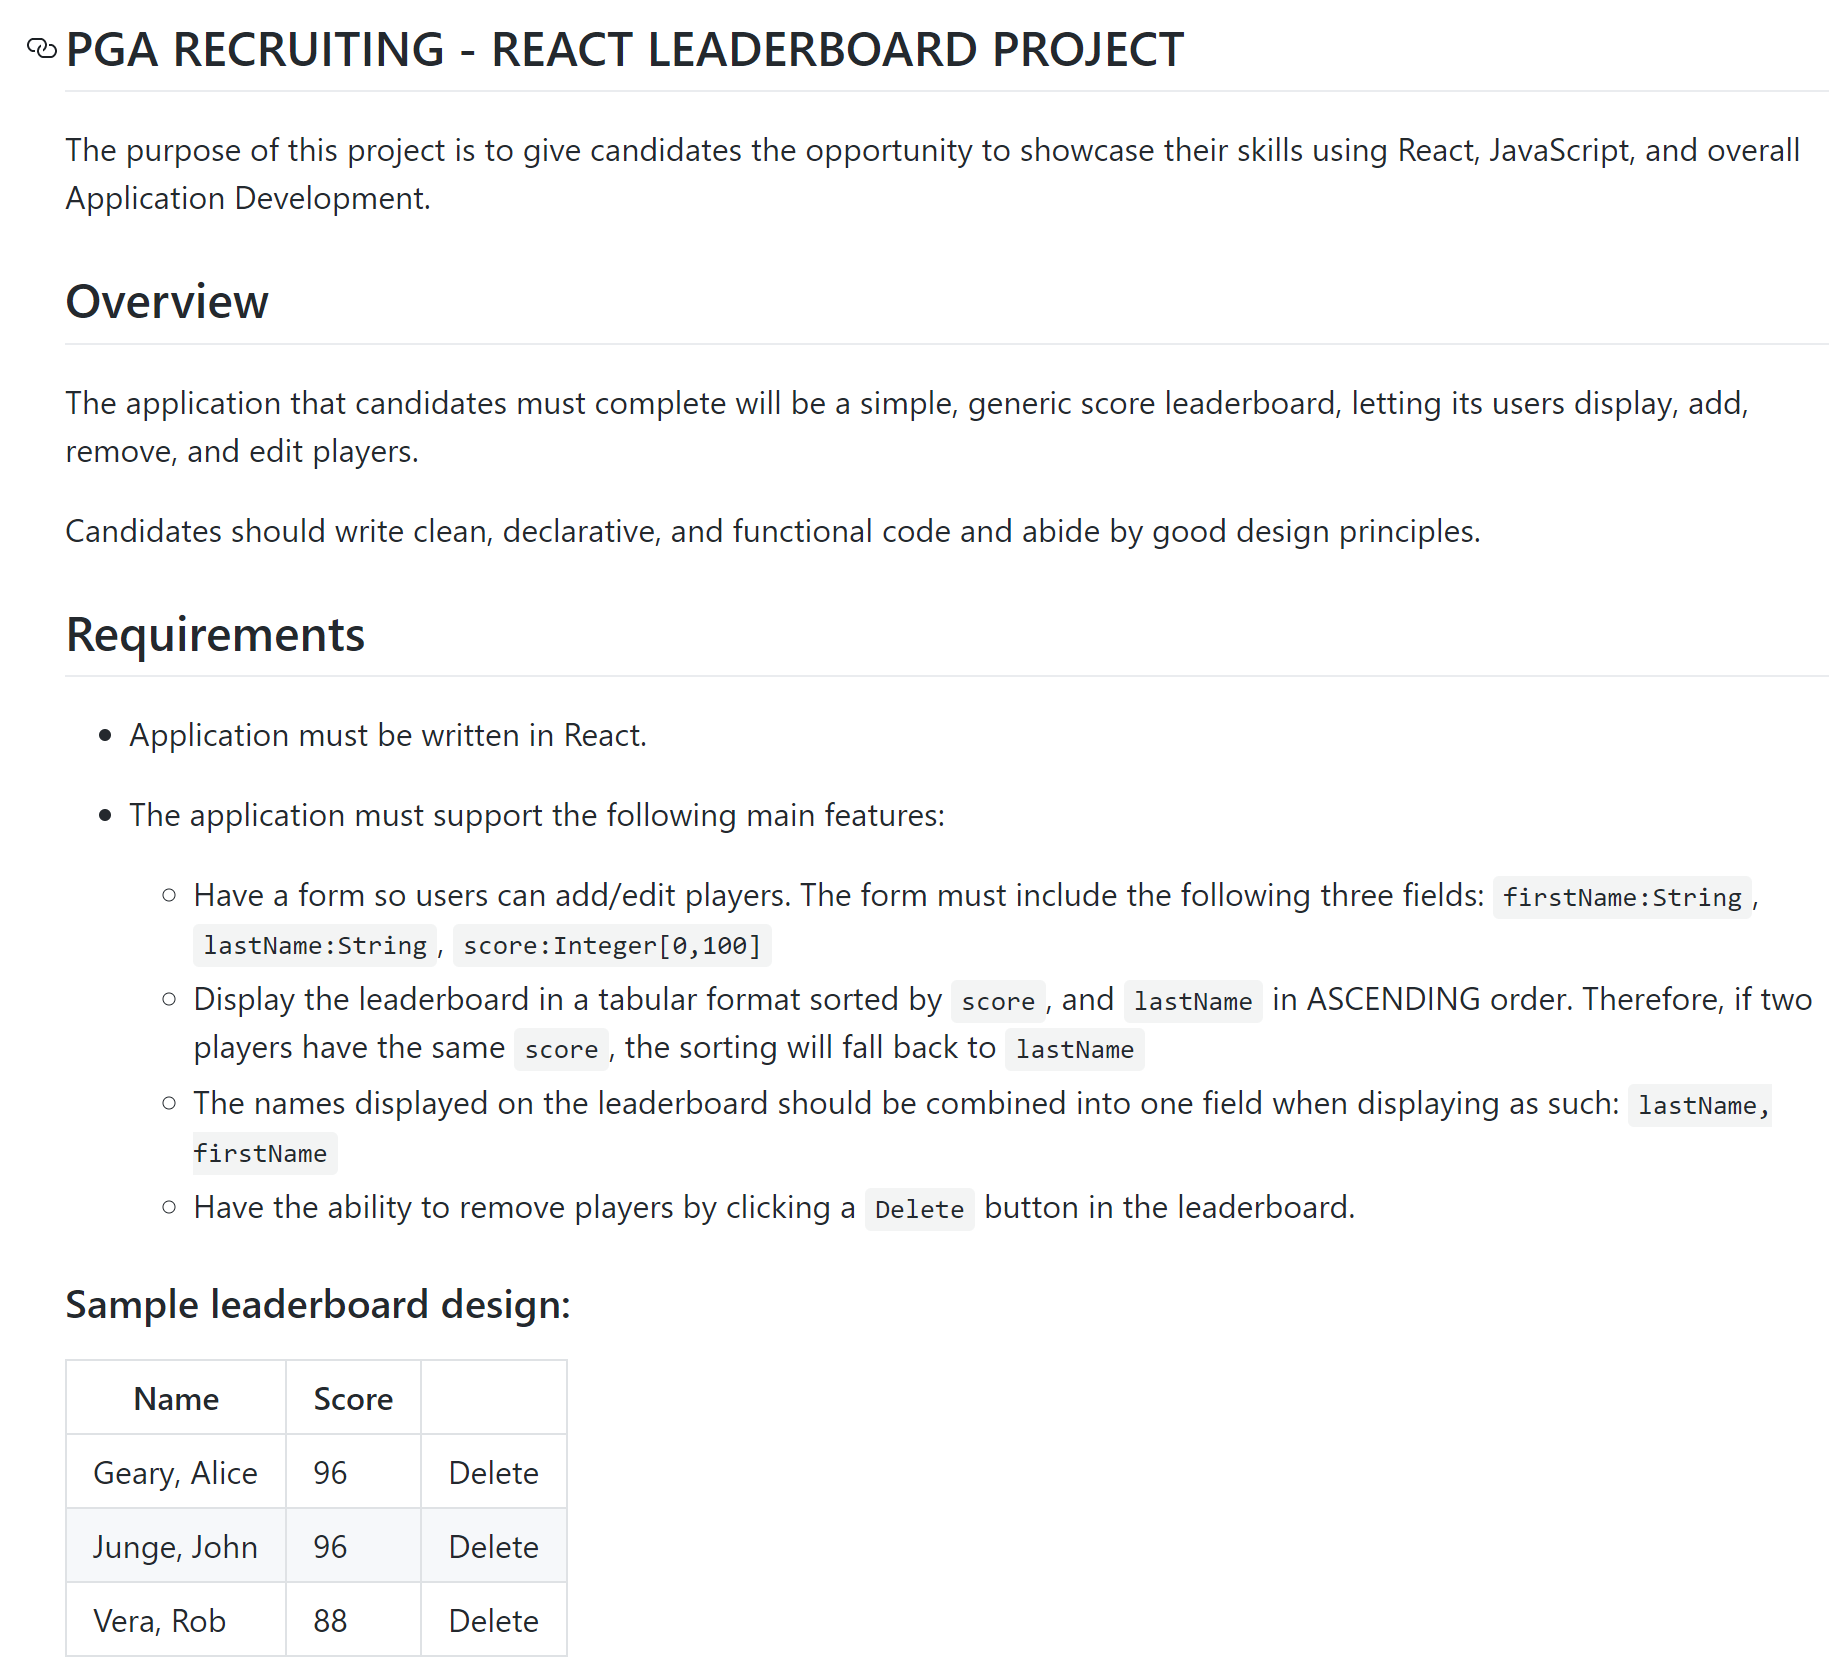 PGA RECRUITING - REACT LEADERBOARD PROJECT
The purpose of this project is to give candidates the opportunity to showcase their skills using React, JavaScript, and overall
Application Development.
Overview
The application that candidates must complete will be a simple, generic score leaderboard, letting its users display, add,
remove, and edit players.
Candidates should write clean, declarative, and functional code and abide by good design principles.
Requirements
Application must be written in React.
The application must support the following main features:
Have a form so users can add/edit players. The form must include the following three fields: firstName:String,
lastName:String, score:Integer[0,100]
Display the leaderboard in a tabular format sorted by score, and lastName in ASCENDING order. Therefore, if two
players have the same score, the sorting will fall back to lastName
The names displayed on the leaderboard should be combined into one field when displaying as such: lastName,
firstName
Have the ability to remove players by clicking a Delete button in the leaderboard.
Sample leaderboard design:
Name Score
Geary, Alice 96 Delete
Junge, John 96 Delete
Vera, Rob 88 Delete